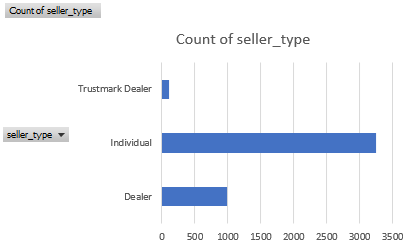 Count of seller_type
Count of seller_type
Trustmark Dealer
seller_type
Individual
Dealer
0 500 1000 1500 2000 2500 3000 3500